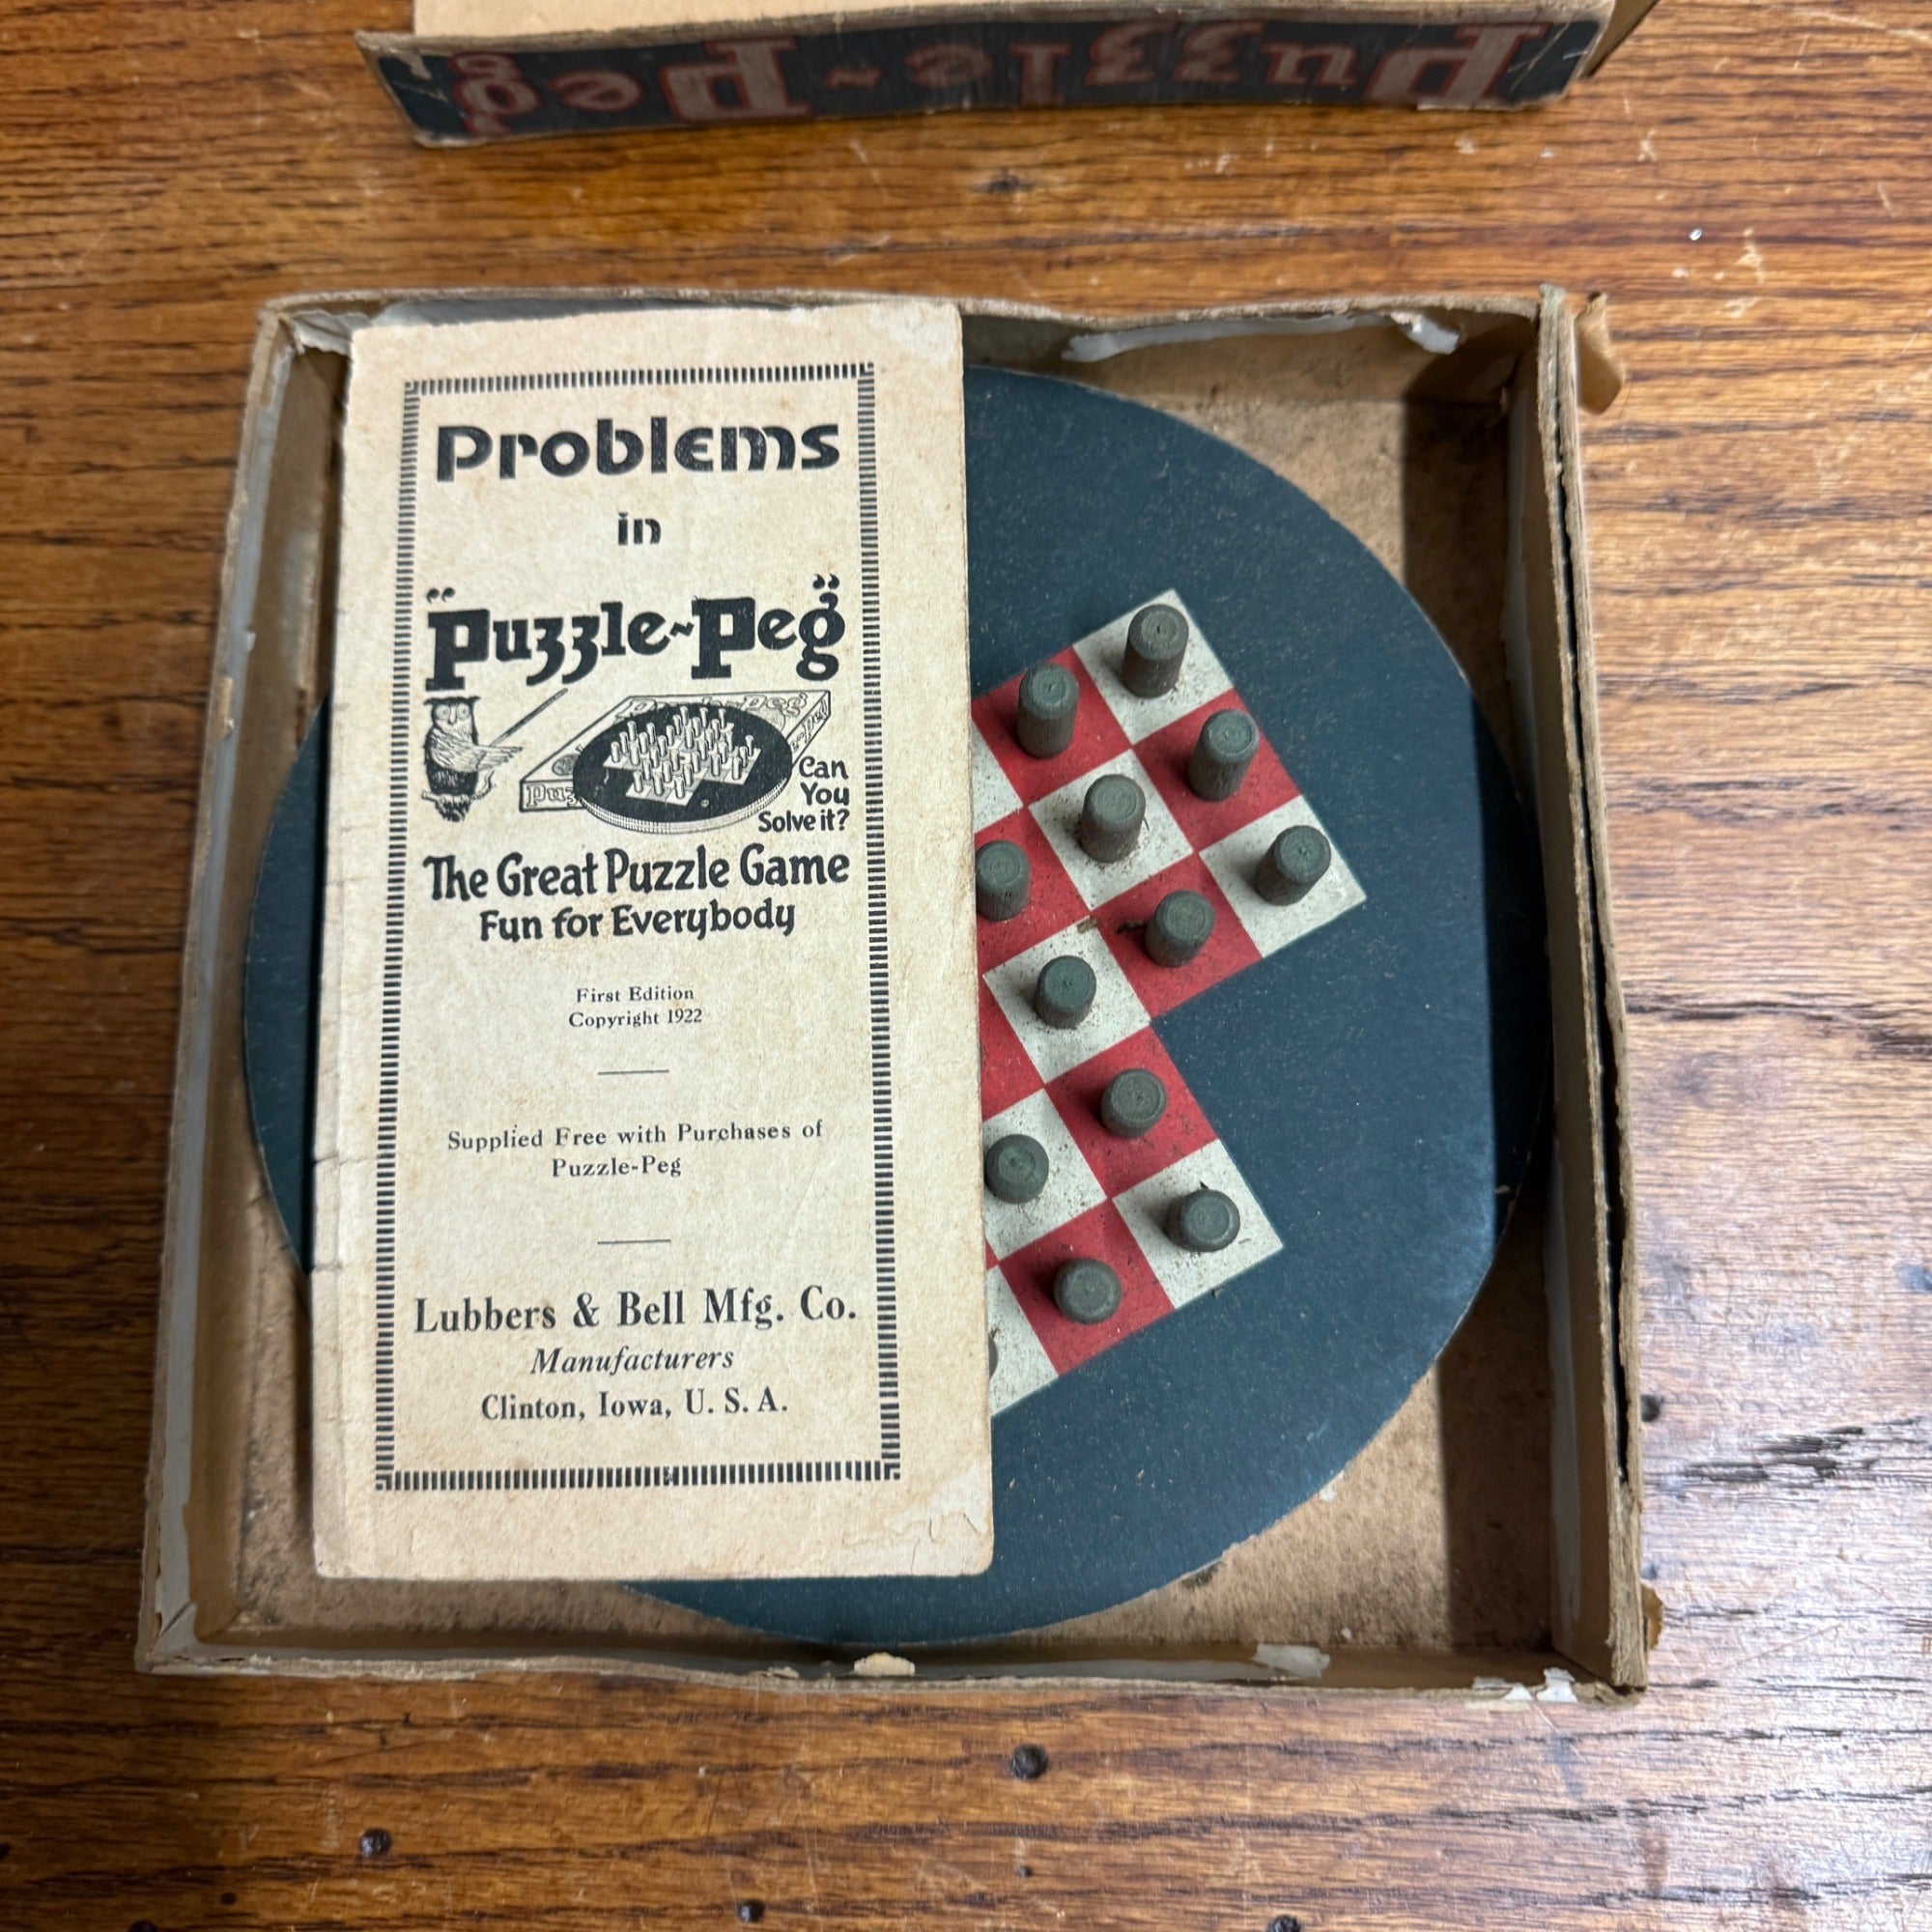 Puzzle-Peg
Problems
in
"Puzzle-Peg"
Can
You
Solve it?
The Great Puzzle Game
Fun for Everybody
First Edition
Copyright 1922
Supplied Free with Purchases of
Puzzle-Peg
Lubbers & Bell Mfg. Co.
Manufacturers
Clinton, Iowa, U. S. A.